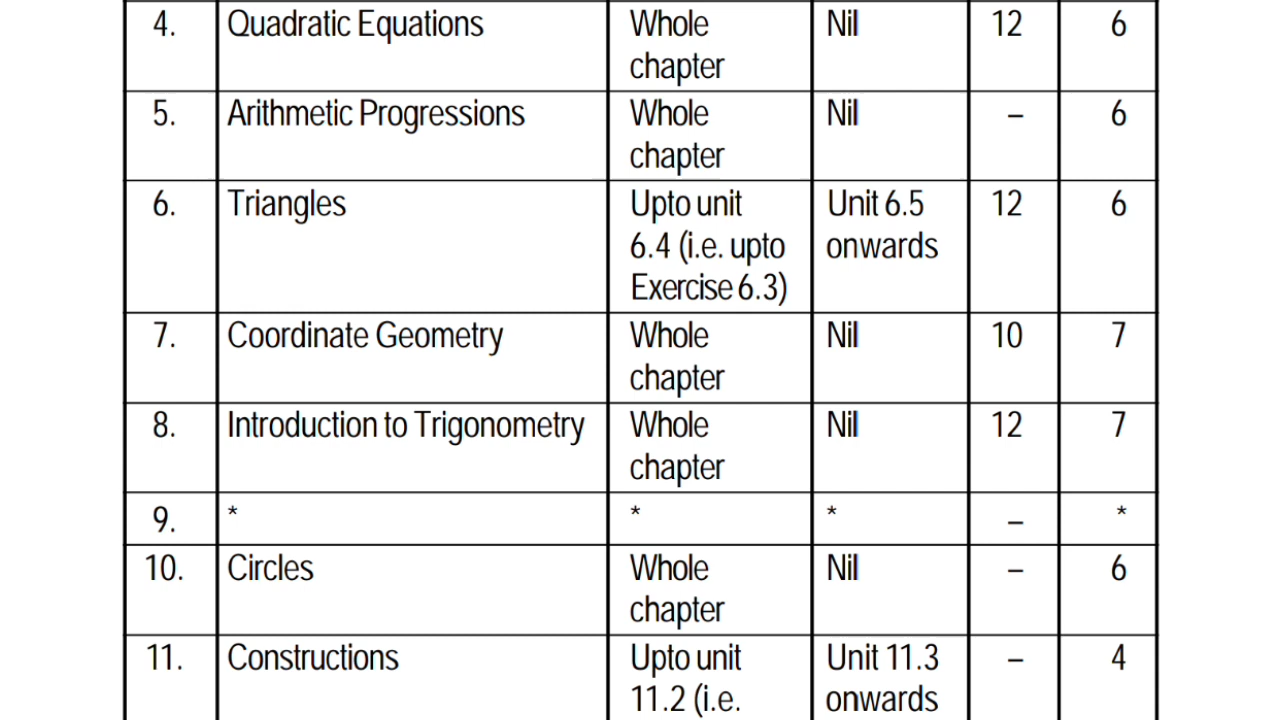 4. Quadratic Equations Whole Nil 12 6
chapter
5. Arithmetic Progressions Whole Nil – 6
chapter
6. Triangles Upto unit Unit 6.5 12 6
6.4 (i.e. upto onwards
Exercise 6.3)
7. Coordinate Geometry Whole Nil 10 7
chapter
8. Introduction to Trigonometry Whole Nil 12 7
chapter
9. * * * – *
10. Circles Whole Nil – 6
chapter
11. Constructions Upto unit Unit 11.3 – 4
11.2 (i.e. onwards